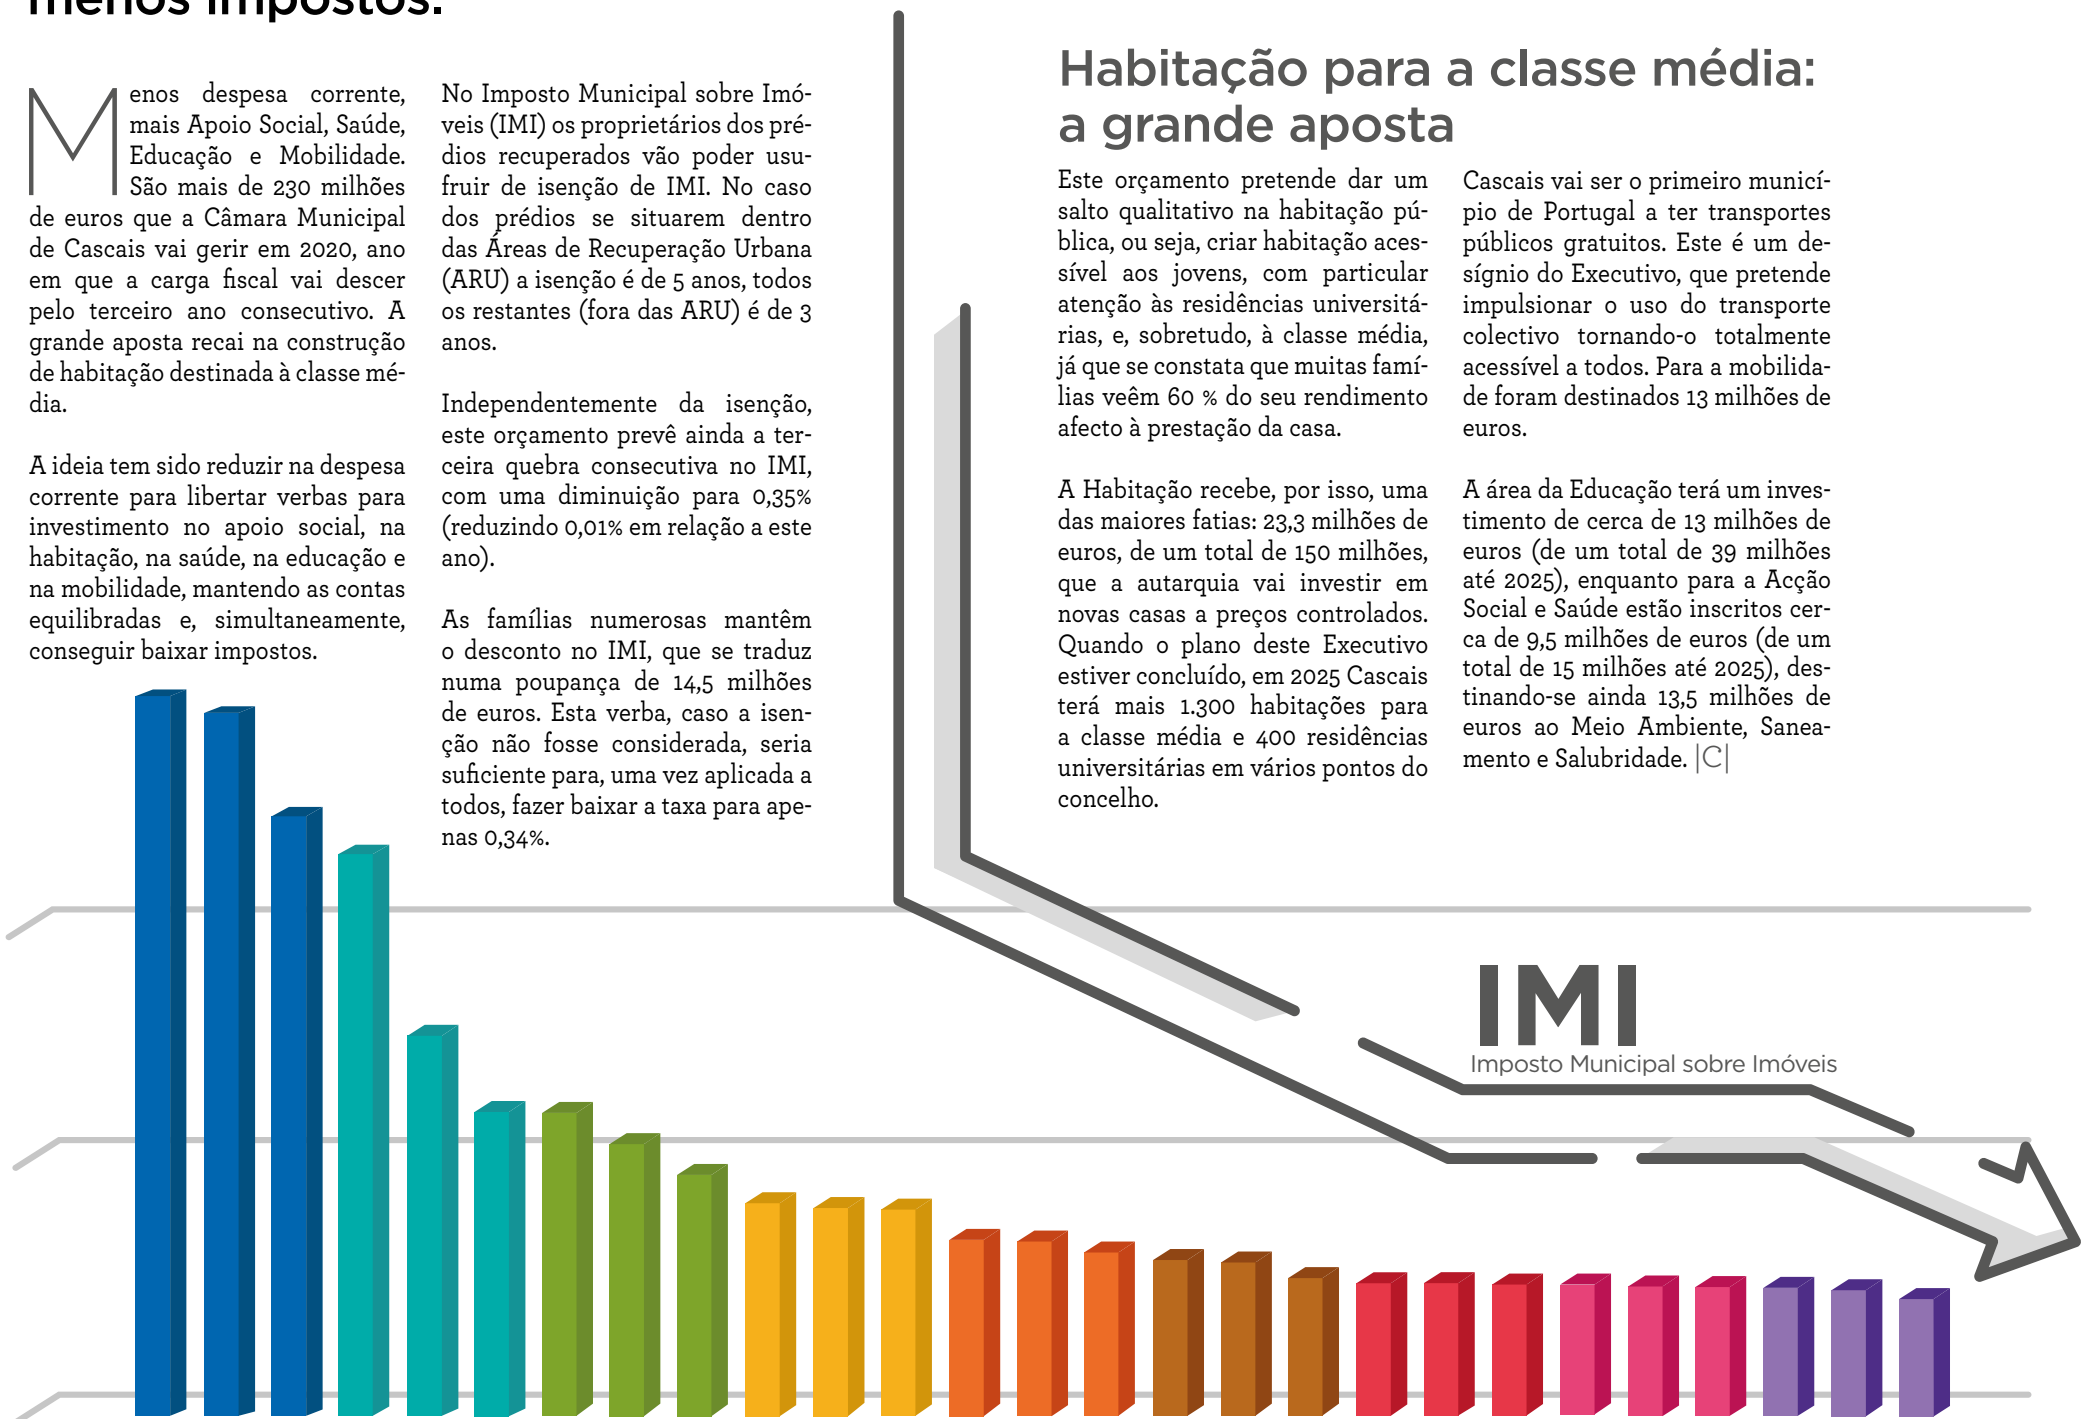 menos impostos.
Menos despesa corrente,
mais Apoio Social, Saúde,
Educação e Mobilidade.
São mais de 230 milhões
de euros que a Câmara Municipal
de Cascais vai gerir em 2020, ano
em que a carga fiscal vai descer
pelo terceiro ano consecutivo. A
grande aposta recai na construção
de habitação destinada à classe mé-
dia.
A ideia tem sido reduzir na despesa
corrente para libertar verbas para
investimento no apoio social, na
habitação, na saúde, na educação e
na mobilidade, mantendo as contas
equilibradas e, simultaneamente,
conseguir baixar impostos.
No Imposto Municipal sobre Imó-
veis (IMI) os proprietários dos pré-
dios recuperados vão poder usu-
fruir de isenção de IMI. No caso
dos prédios se situarem dentro
das Áreas de Recuperação Urbana
(ARU) a isenção é de 5 anos, todos
os restantes (fora das ARU) é de 3
anos.
Independentemente da isenção,
este orçamento prevê ainda a ter-
ceira quebra consecutiva no IMI,
com uma diminuição para 0,35%
(reduzindo 0,01% em relação a este
ano).
As famílias numerosas mantêm
o desconto no IMI, que se traduz
numa poupança de 14,5 milhões
de euros. Esta verba, caso a isen-
ção não fosse considerada, seria
suficiente para, uma vez aplicada a
todos, fazer baixar a taxa para ape-
nas 0,34%.
Habitação para a classe média:
a grande aposta
Este orçamento pretende dar um
salto qualitativo na habitação pú-
blica, ou seja, criar habitação aces-
sível aos jovens, com particular
atenção às residências universitá-
rias, e, sobretudo, à classe média,
já que se constata que muitas famí-
lias veêm 60 % do seu rendimento
afecto à prestação da casa.
A Habitação recebe, por isso, uma
das maiores fatias: 23,3 milhões de
euros, de um total de 150 milhões,
que a autarquia vai investir em
novas casas a preços controlados.
Quando o plano deste Executivo
estiver concluído, em 2025 Cascais
terá mais 1.300 habitações para
a classe média e 400 residências
universitárias em vários pontos do
concelho.
Cascais vai ser o primeiro municí-
pio de Portugal a ter transportes
públicos gratuitos. Este é um de-
sígnio do Executivo, que pretende
impulsionar o uso do transporte
colectivo tornando-o totalmente
acessível a todos. Para a mobilida-
de foram destinados 13 milhões de
euros.
A área da Educação terá um inves-
timento de cerca de 13 milhões de
euros (de um total de 39 milhões
até 2025), enquanto para a Acção
Social e Saúde estão inscritos cer-
ca de 9,5 milhões de euros (de um
total de 15 milhões até 2025), des-
tinando-se ainda 13,5 milhões de
euros ao Meio Ambiente, Sanea-
mento e Salubridade. |C|
IMI
Imposto Municipal sobre Imóveis